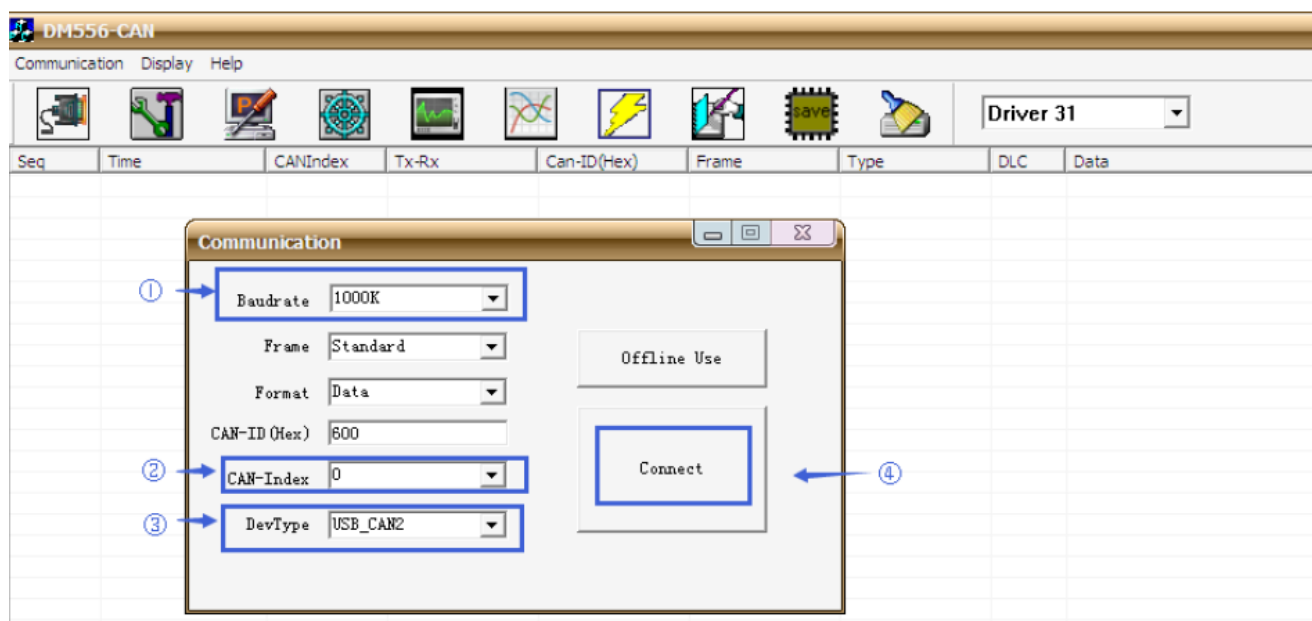 DM556-CAN
Communication Display Help
P
save
Driver 31
Seq Time CANIndex Tx-Rx Can-ID(Hex) Frame Type DLC Data
Communication
① Baudrate 1000K
Frame Standard
Offline Use
Format Data
CAN-ID(Hex) 600
② CAN-Index 0
Connect
④
③ DevType USB_CAN2